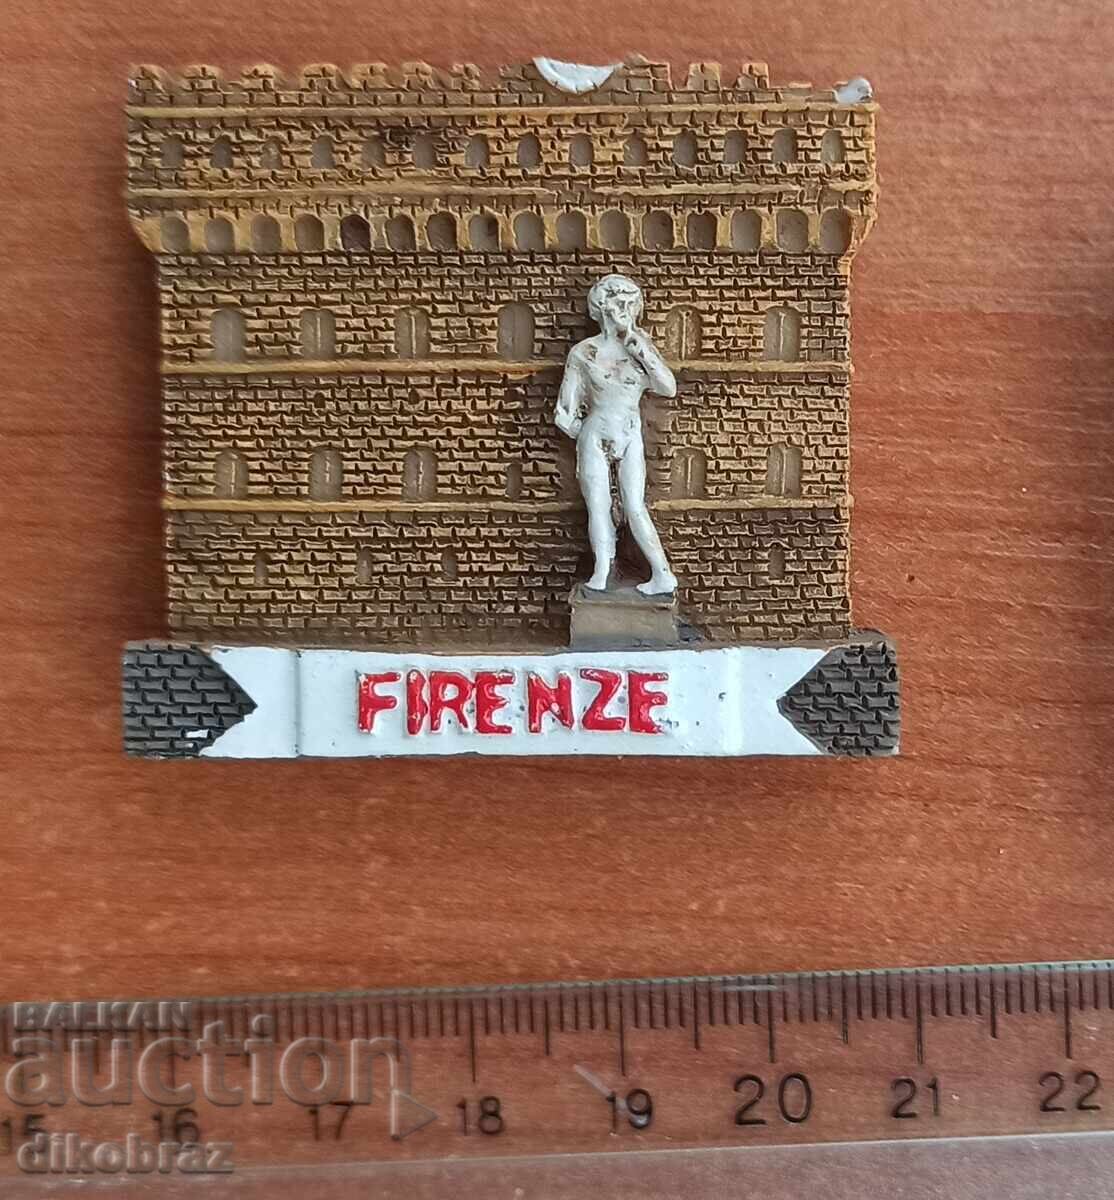 FIRENZE
BALKAN
auction
15 16 17 18 19 20 21 22
dikobraz